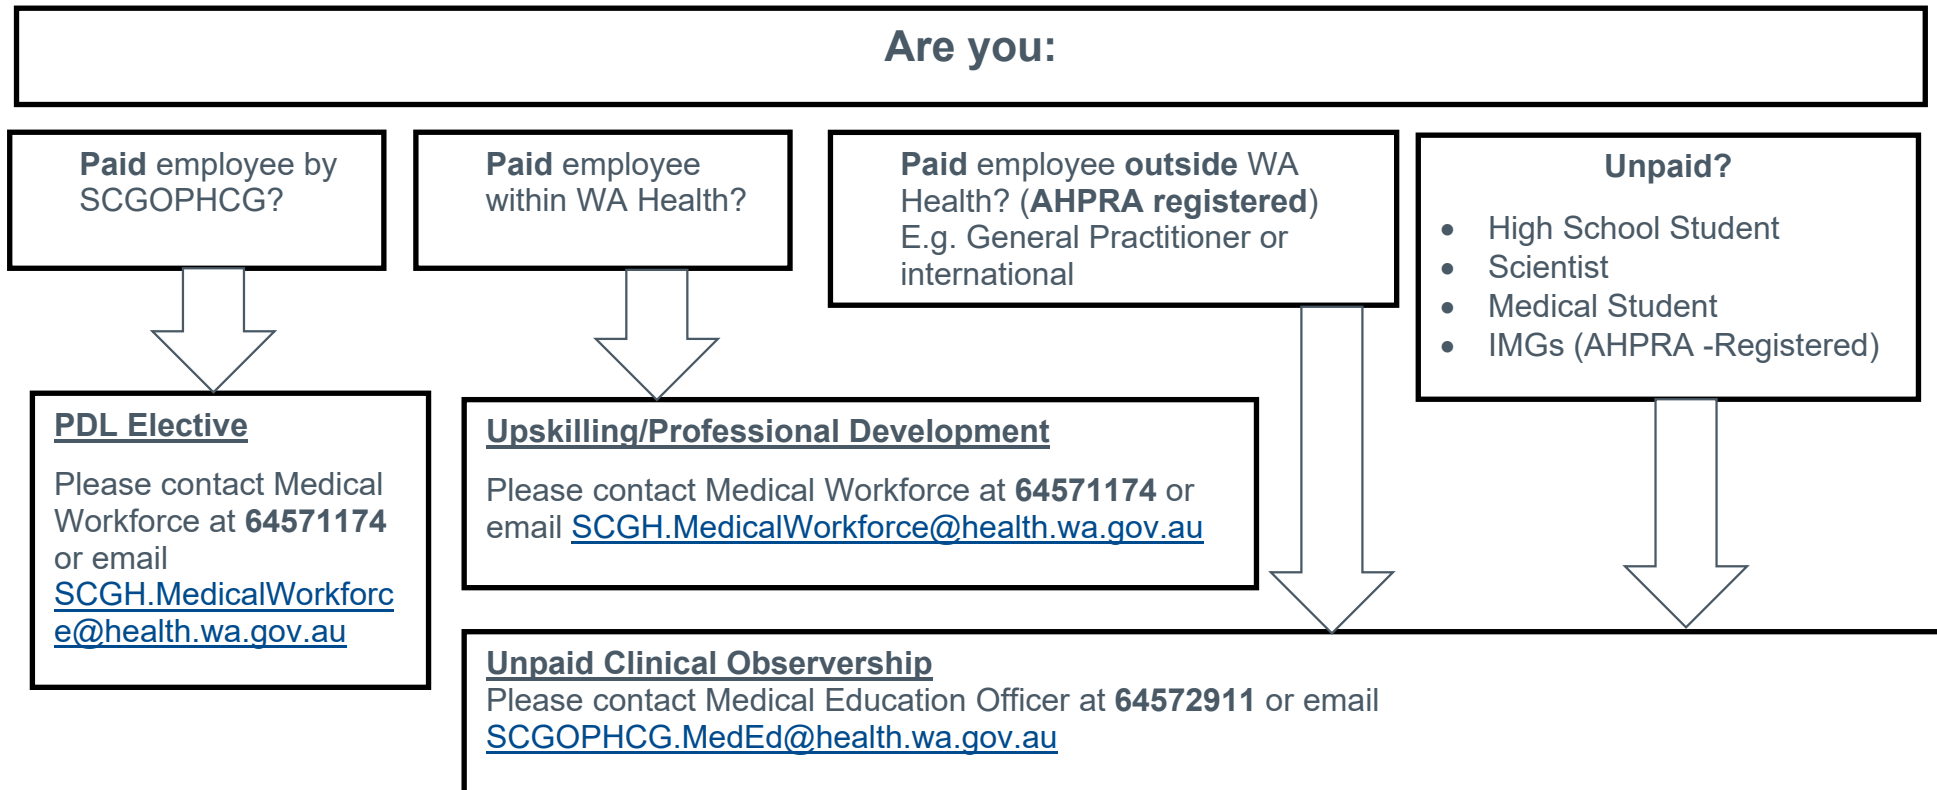 Are you:
Paid employee by
SCGOPHCG?
Paid employee
within WA Health?
Paid employee outside WA
Health? (AHPRA registered)
E.g. General Practitioner or
international
Unpaid?
• High School Student
• Scientist
• Medical Student
• IMGs (AHPRA -Registered)
PDL Elective
Please contact Medical
Workforce at 64571174
or email
SCGH.MedicalWorkforc
e@health.wa.gov.au
Upskilling/Professional Development
Please contact Medical Workforce at 64571174 or
email SCGH.MedicalWorkforce@health.wa.gov.au
Unpaid Clinical Observership
Please contact Medical Education Officer at 64572911 or email
SCGOPHCG.MedEd@health.wa.gov.au